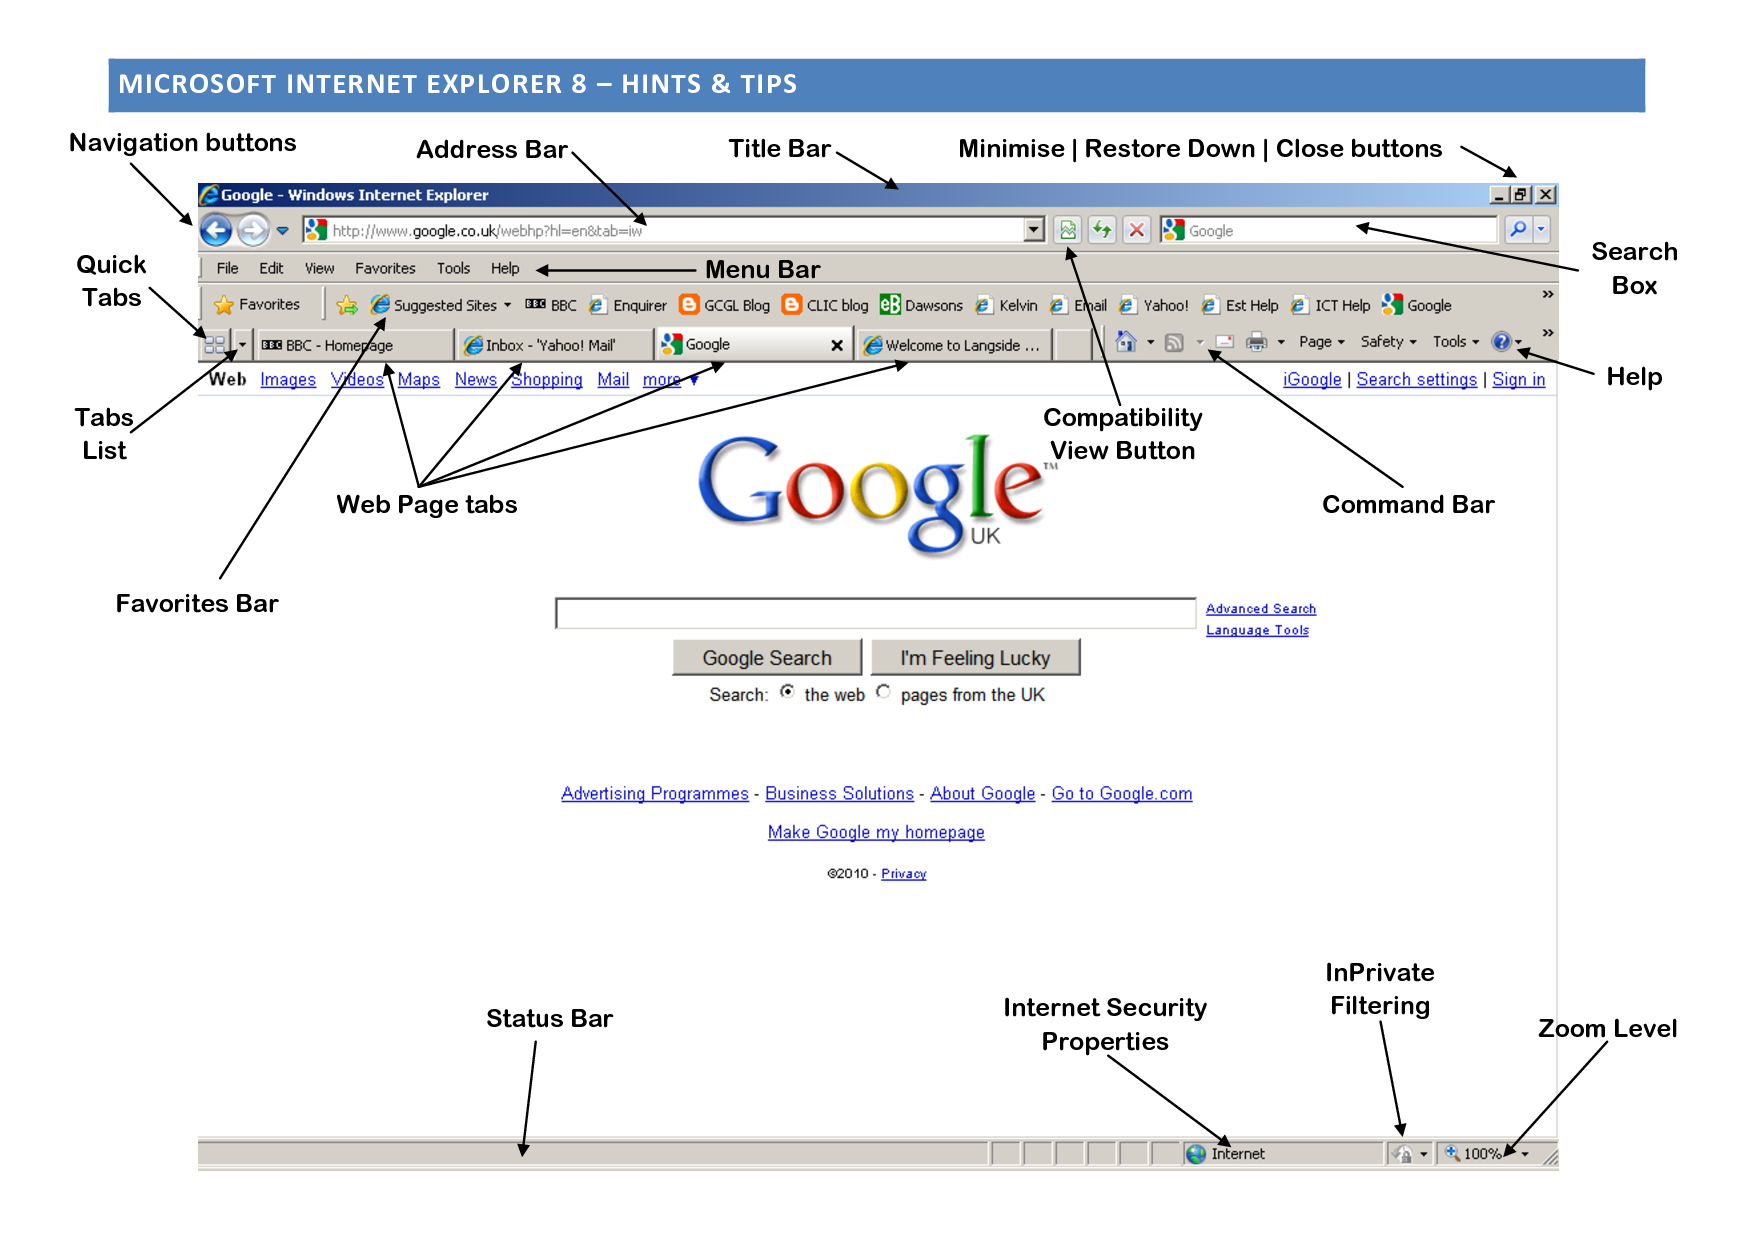 MICROSOFT INTERNET EXPLORER 8 – HINTS & TIPS
Navigation buttons
Address Bar
Title Bar
Minimise | Restore Down | Close buttons
Google - Windows Internet Explorer
http://www.google.co.uk/webhp?hl=en&tab=iw
Google
Quick
Tabs
File Edit View Favorites Tools Help
Menu Bar
Search
Box
Favorites Suggested Sites BBC BBC Enquirer GCGL Blog CLIC blog eB Dawsons Kelvin Email Yahoo! Est Help ICT Help Google »
BBC BBC - Homepage Inbox - 'Yahoo! Mail' Google Welcome to Langside ... Page Safety Tools »
Web Images Videos Maps News Shopping Mail more iGoogle | Search settings | Sign in
Help
Tabs
List
Compatibility
View Button
Google™
UK
Web Page tabs
Command Bar
Favorites Bar
Advanced Search
Language Tools
Google Search I'm Feeling Lucky
Search: the web pages from the UK
Advertising Programmes - Business Solutions - About Google - Go to Google.com
Make Google my homepage
©2010 - Privacy
Status Bar
Internet Security
Properties
InPrivate
Filtering
Zoom Level
Internet 100%